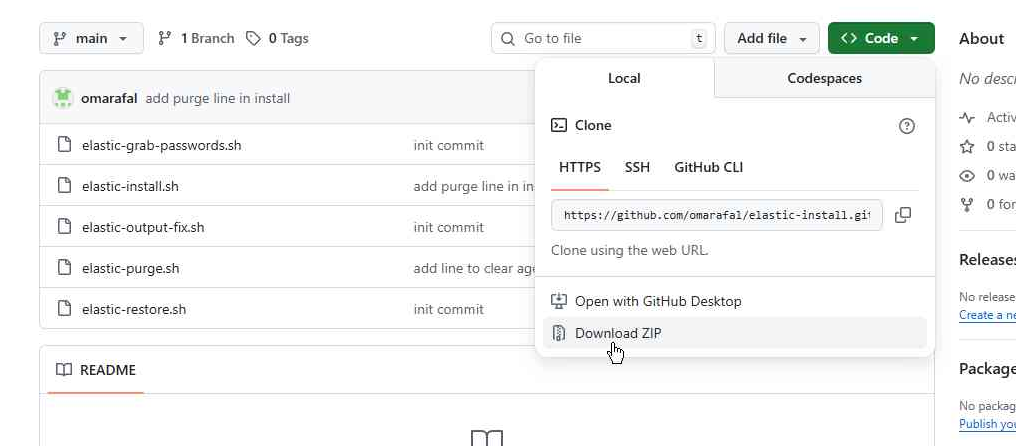 main 1 Branch 0 Tags Go to file t Add file Code About
Local Codespaces
No desc
omarafal add purge line in install
Clone
Activ
elastic-grab-passwords.sh init commit
0 sta
HTTPS SSH GitHub CLI
0 wa
elastic-install.sh add purge line in in
0 for
https://github.com/omarafal/elastic-install.git
elastic-output-fix.sh init commit
Clone using the web URL.
Releases
elastic-purge.sh add line to clear age
No release
Open with GitHub Desktop
elastic-restore.sh init commit
Create a ne
Download ZIP
README
Package
No packag
Publish you